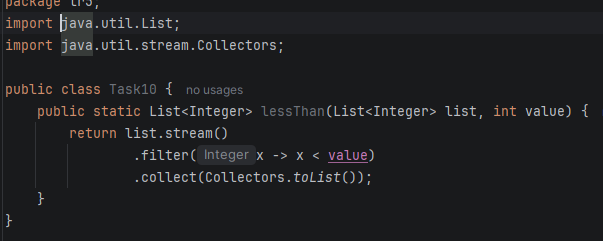 package lr3;
import java.util.List;
import java.util.stream.Collectors;
public class Task10 { no usages
public static List<Integer> lessThan(List<Integer> list, int value) {
return list.stream()
.filter( Integer x -> x < value)
.collect(Collectors.toList());
}
}